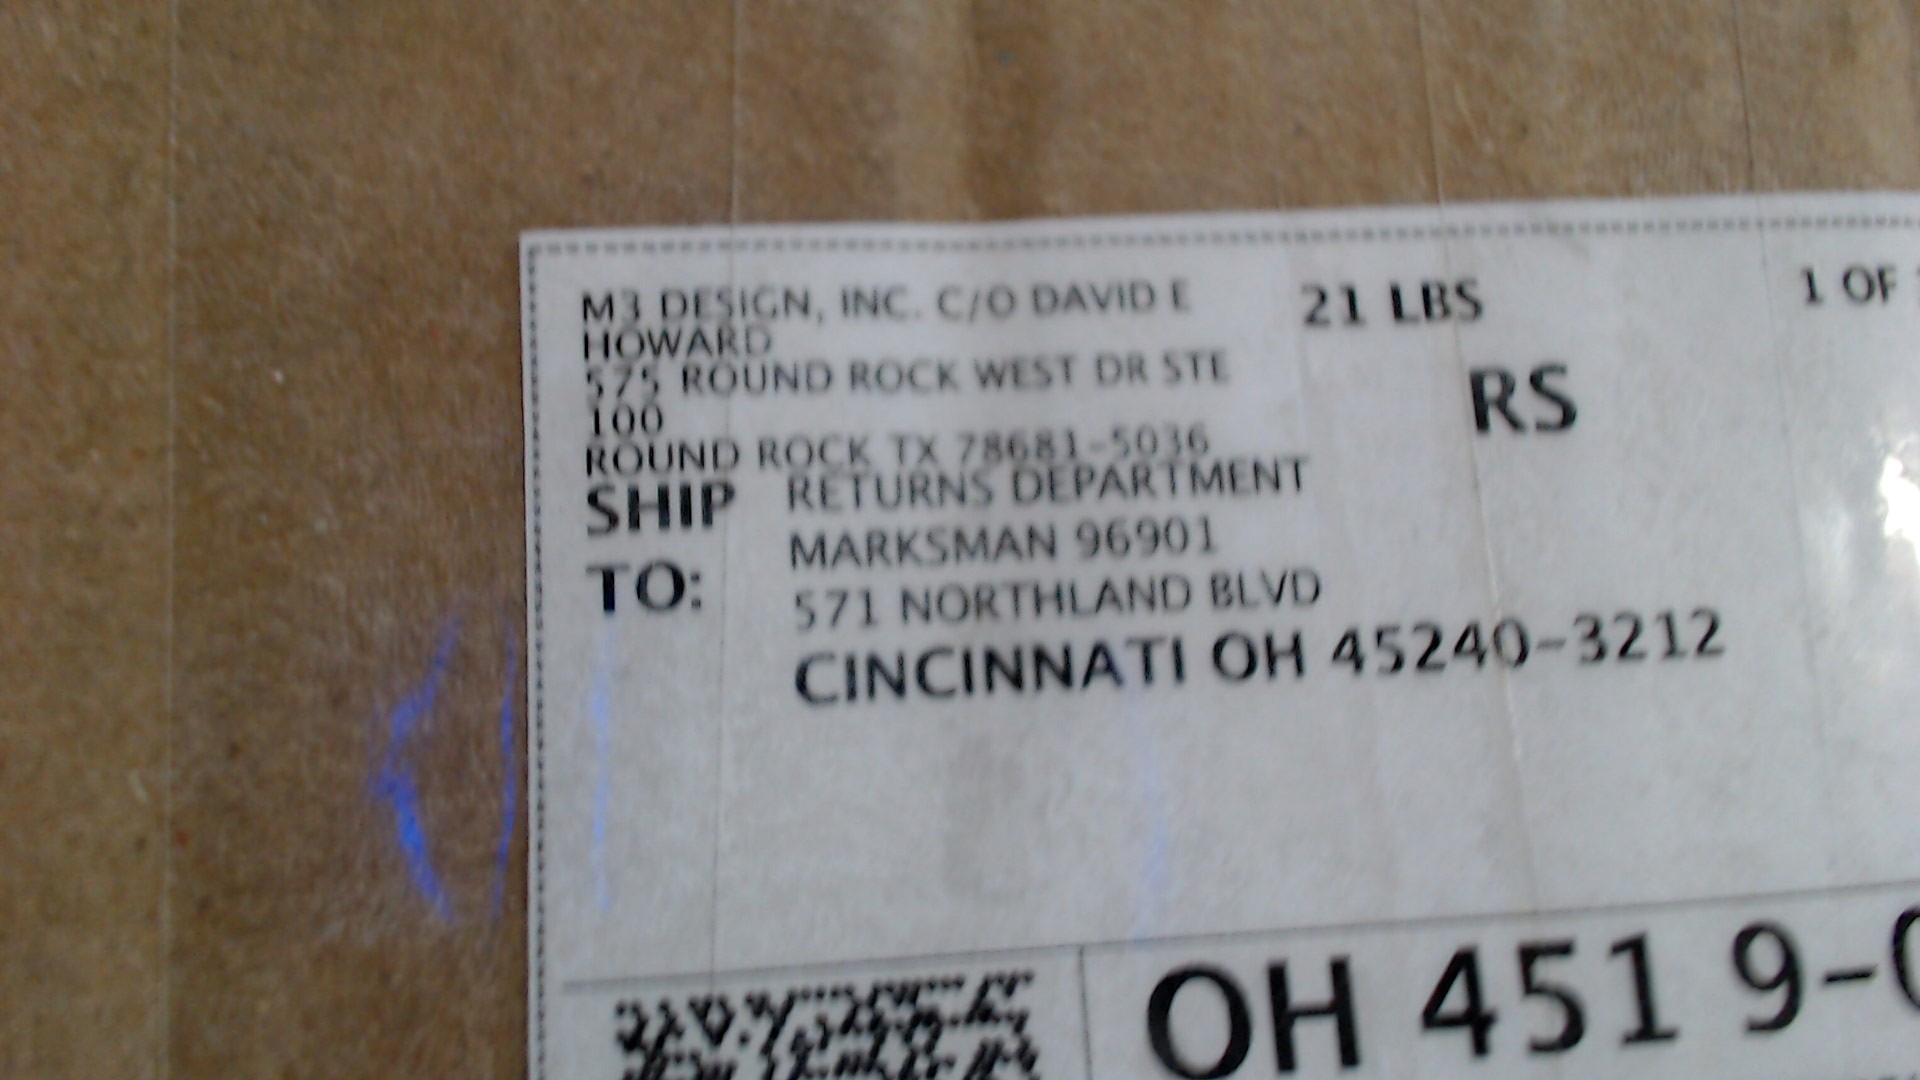 M3 DESIGN, INC. C/O DAVID E
HOWARD
575 ROUND ROCK WEST DR STE
100
ROUND ROCK TX 78681-5036
21 LBS
1 OF
RS
SHIP TO:
RETURNS DEPARTMENT
MARKSMAN 96901
571 NORTHLAND BLVD
CINCINNATI OH 45240-3212
OH 451 9-0